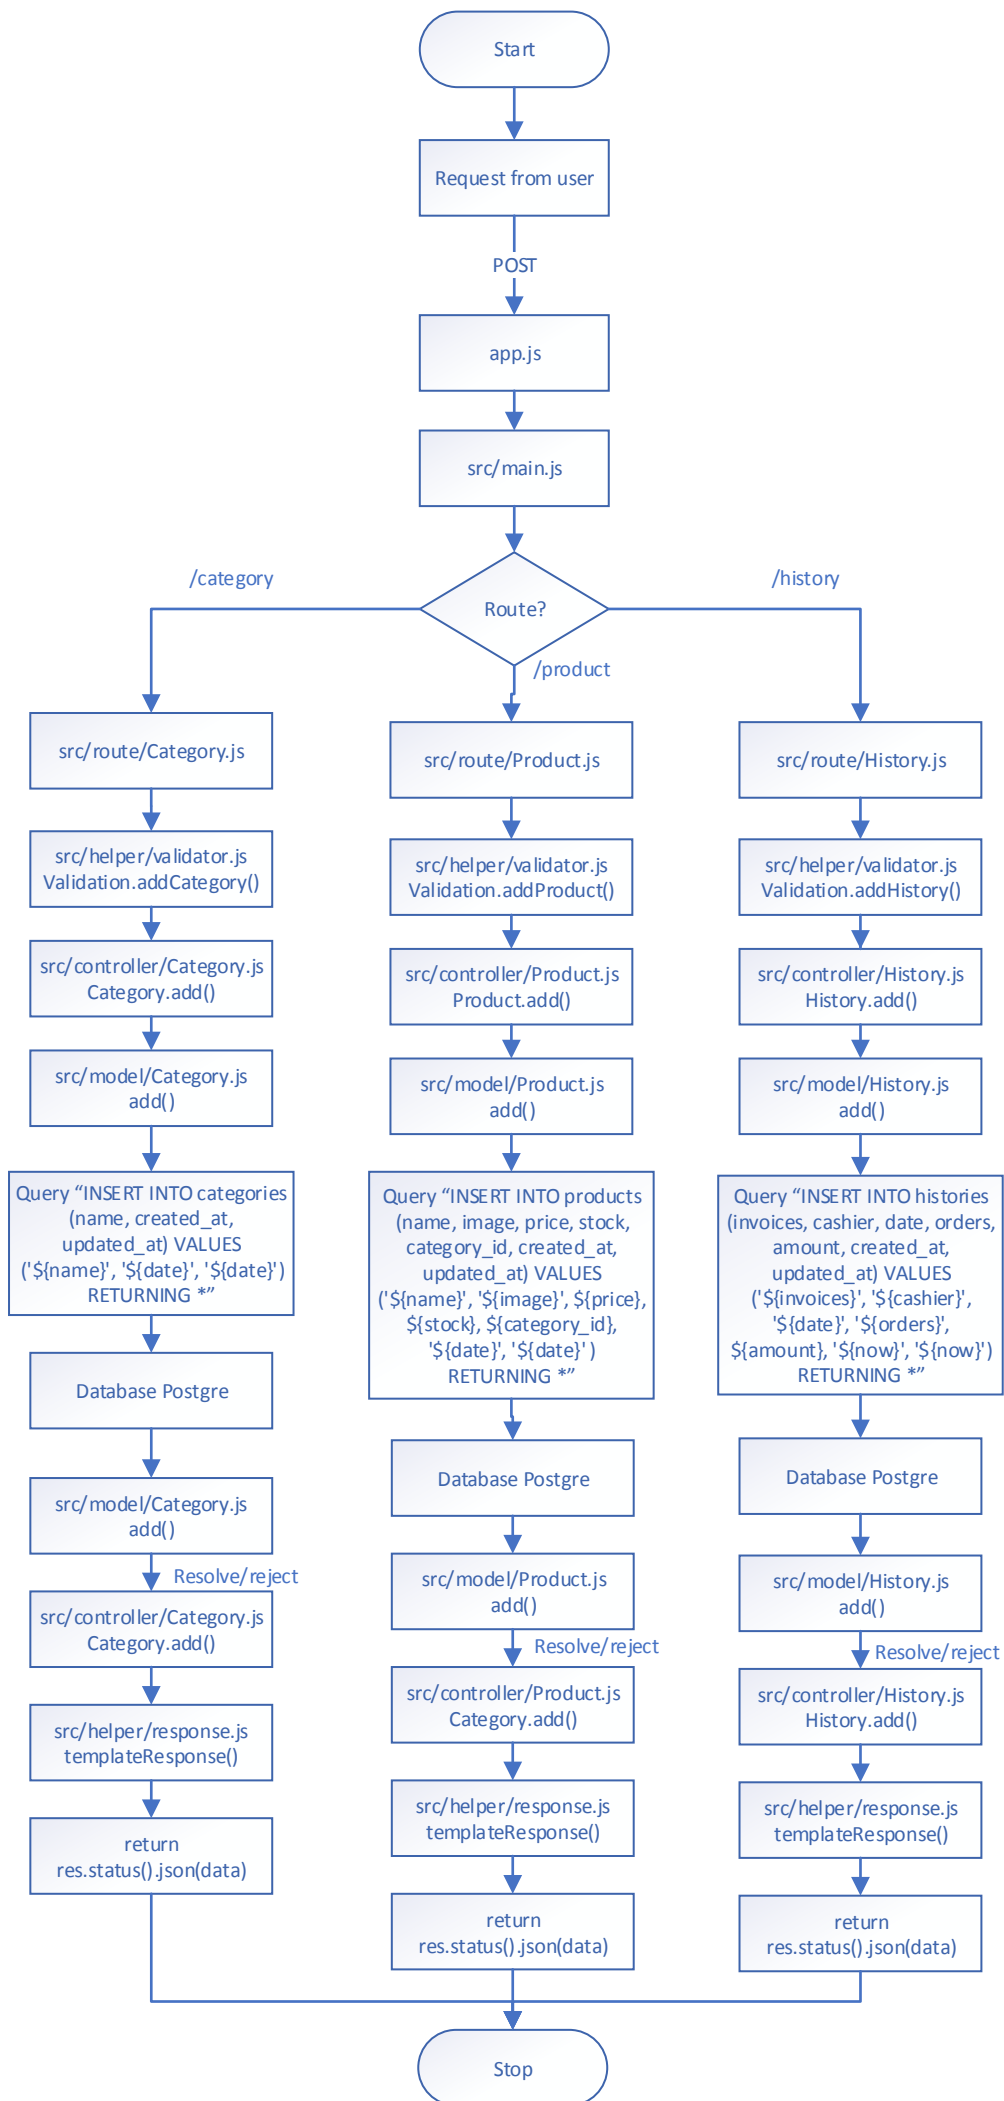 Start
Request from user
POST
app.js
src/main.js
Route?
/category
/product
/history
src/route/Category.js
src/helper/validator.js
Validation.addCategory()
src/controller/Category.js
Category.add()
src/model/Category.js
add()
Query “INSERT INTO categories
(name, created_at,
updated_at) VALUES
('${name}', '${date}', '${date}')
RETURNING *”
Database Postgre
src/model/Category.js
add()
Resolve/reject
src/controller/Category.js
Category.add()
src/helper/response.js
templateResponse()
return
res.status().json(data)
src/route/Product.js
src/helper/validator.js
Validation.addProduct()
src/controller/Product.js
Product.add()
src/model/Product.js
add()
Query “INSERT INTO products
(name, image, price, stock,
category_id, created_at,
updated_at) VALUES
('${name}', '${image}', ${price},
${stock}, ${category_id},
'${date}', '${date}' )
RETURNING *”
Database Postgre
src/model/Product.js
add()
Resolve/reject
src/controller/Product.js
Category.add()
src/helper/response.js
templateResponse()
return
res.status().json(data)
src/route/History.js
src/helper/validator.js
Validation.addHistory()
src/controller/History.js
History.add()
src/model/History.js
add()
Query “INSERT INTO histories
(invoices, cashier, date, orders,
amount, created_at,
updated_at) VALUES
('${invoices}', '${cashier}',
'${date}', '${orders}',
${amount}, '${now}', '${now}')
RETURNING *”
Database Postgre
src/model/History.js
add()
Resolve/reject
src/controller/History.js
History.add()
src/helper/response.js
templateResponse()
return
res.status().json(data)
Stop